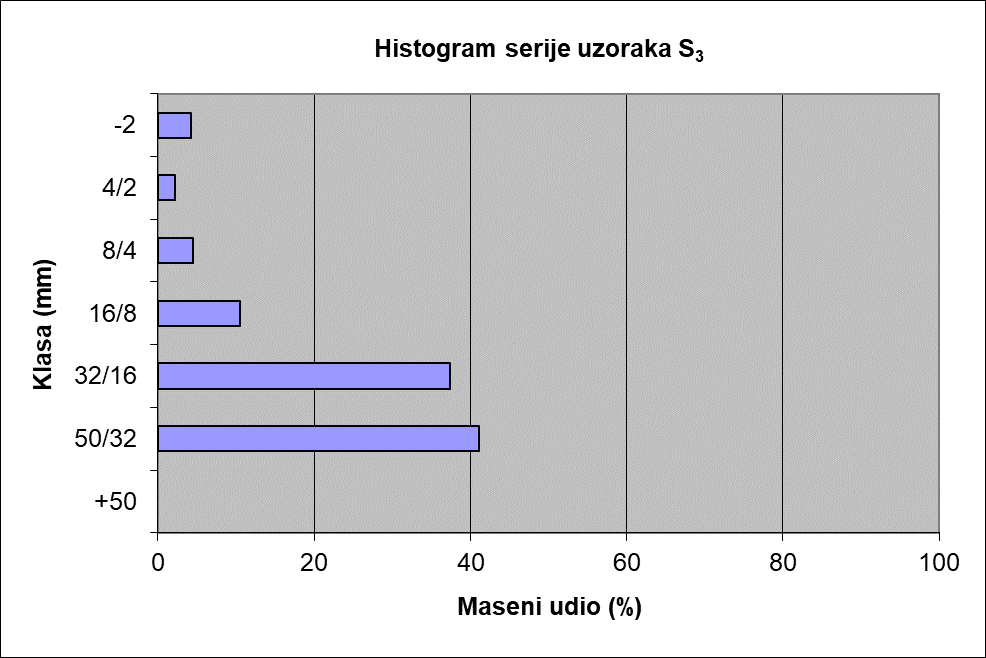 Histogram serije uzoraka S₃
Klasa (mm)
-2
4/2
8/4
16/8
32/16
50/32
+50
0 20 40 60 80 100
Maseni udio (%)